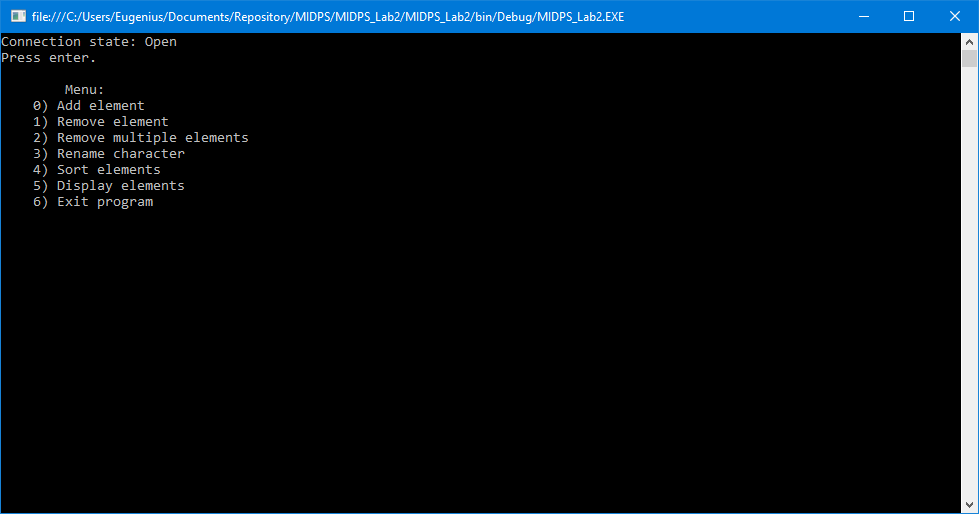 file:///C:/Users/Eugenius/Documents/Repository/MIDPS/MIDPS_Lab2/MIDPS_Lab2/bin/Debug/MIDPS_Lab2.EXE
Connection state: Open
Press enter.
Menu:
0) Add element
1) Remove element
2) Remove multiple elements
3) Rename character
4) Sort elements
5) Display elements
6) Exit program